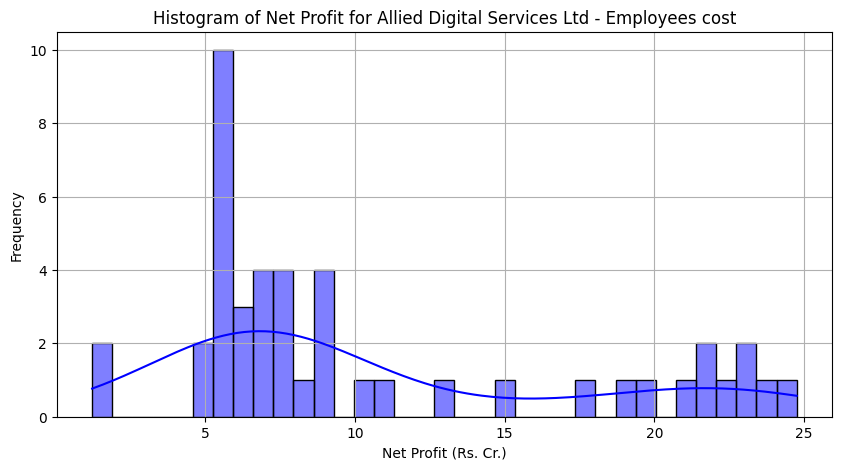 Histogram of Net Profit for Allied Digital Services Ltd - Employees cost
10
8
6
4
2
0
Frequency
5 10 15 20 25
Net Profit (Rs. Cr.)